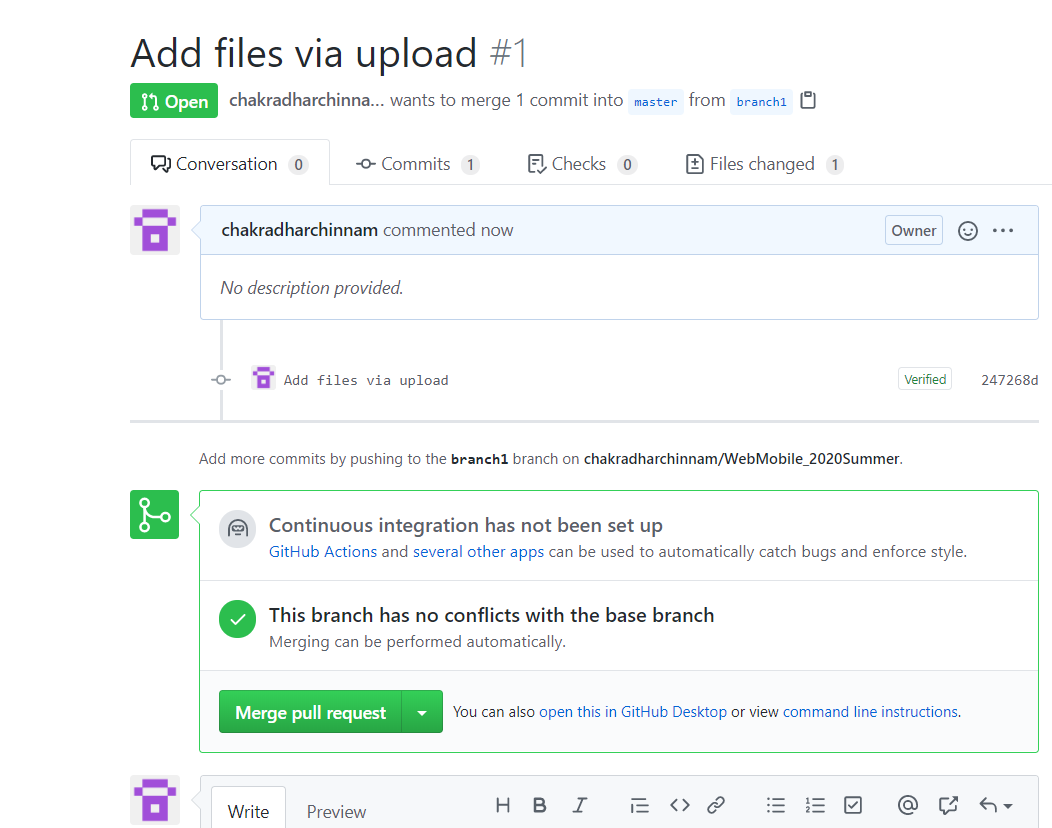 Add files via upload #1
Open chakradharchinna... wants to merge 1 commit into master from branch1
Conversation 0 Commits 1 Checks 0 Files changed 1
chakradharchinnam commented now Owner
No description provided.
Add files via upload Verified 247268d
Add more commits by pushing to the branch1 branch on chakradharchinnam/WebMobile_2020Summer.
Continuous integration has not been set up
GitHub Actions and several other apps can be used to automatically catch bugs and enforce style.
This branch has no conflicts with the base branch
Merging can be performed automatically.
Merge pull request You can also open this in GitHub Desktop or view command line instructions.
Write Preview